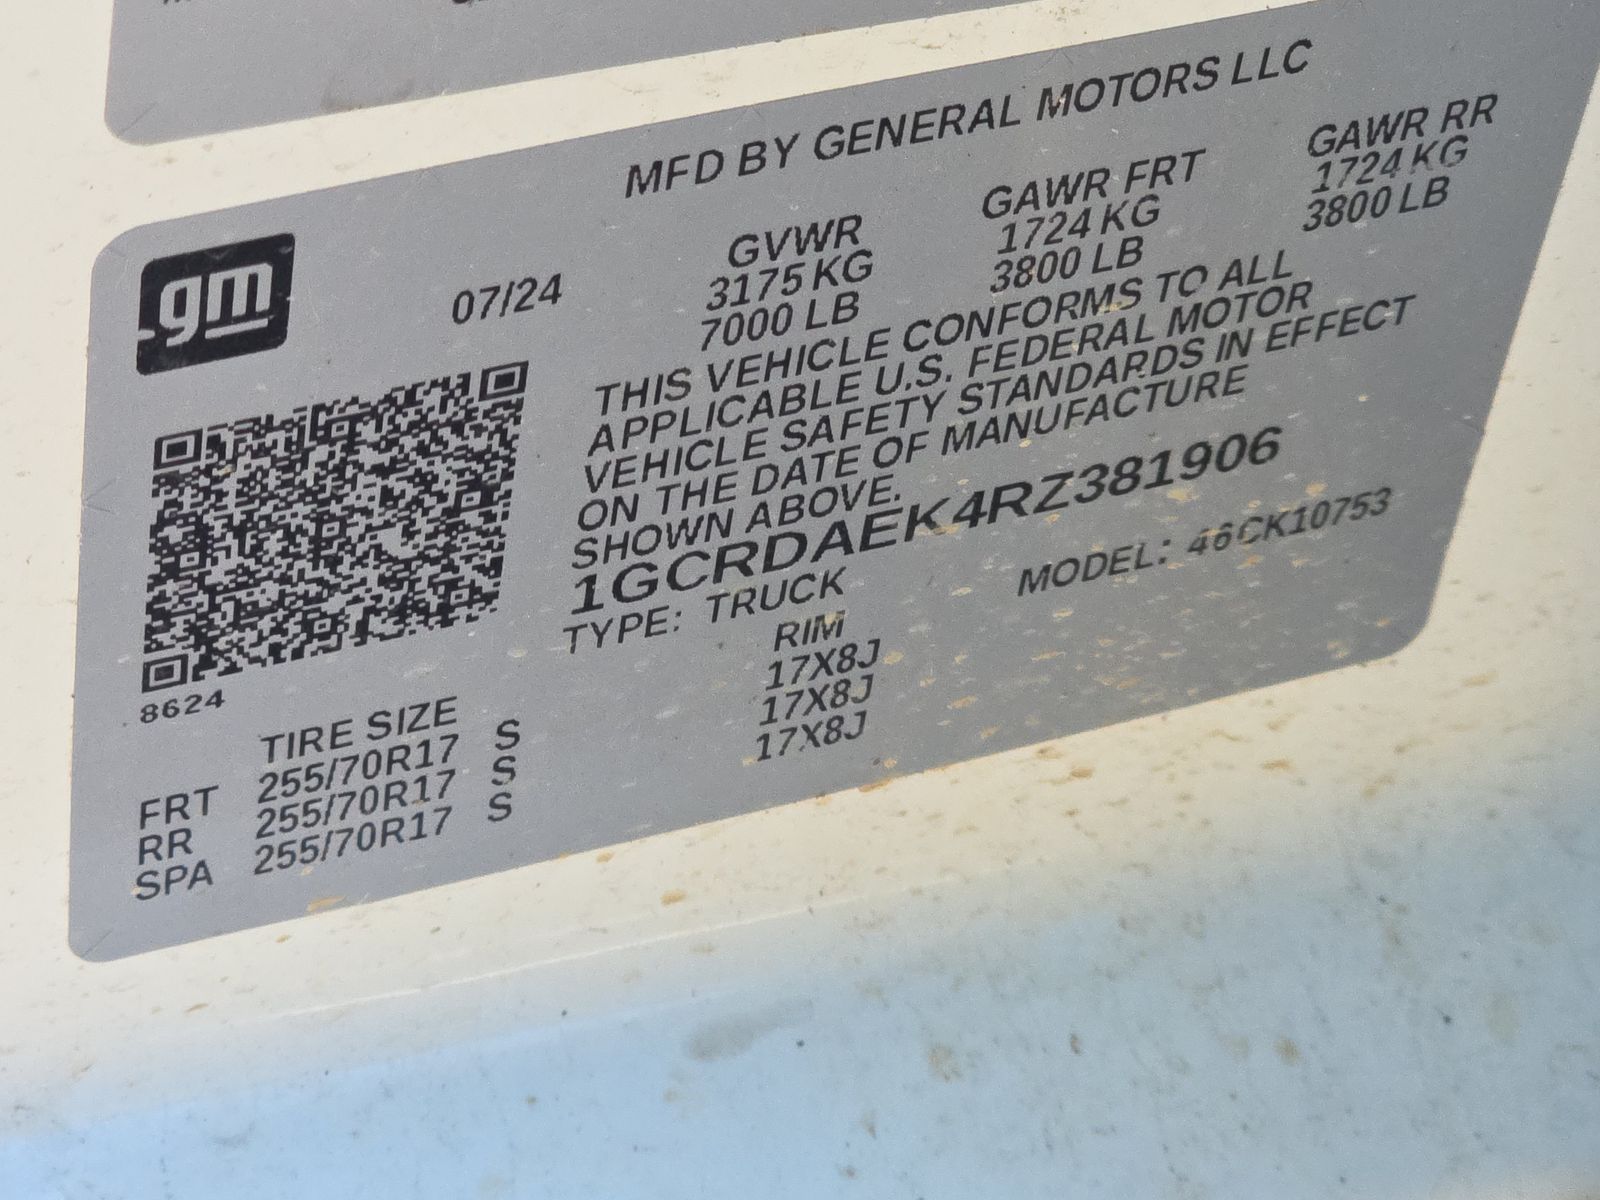 MFD BY GENERAL MOTORS LLC
gm
07/24
GVWR GAWR FRT GAWR RR
3175 KG 1724 KG 1724 KG
7000 LB 3800 LB 3800 LB
THIS VEHICLE CONFORMS TO ALL
APPLICABLE U.S. FEDERAL MOTOR
VEHICLE SAFETY STANDARDS IN EFFECT
ON THE DATE OF MANUFACTURE
SHOWN ABOVE.
1GCRDAEK4RZ381906
TYPE: TRUCK MODEL: 46CK10753
8624
TIRE SIZE RIM
FRT 255/70R17 S 17X8J
RR 255/70R17 S 17X8J
SPA 255/70R17 S 17X8J